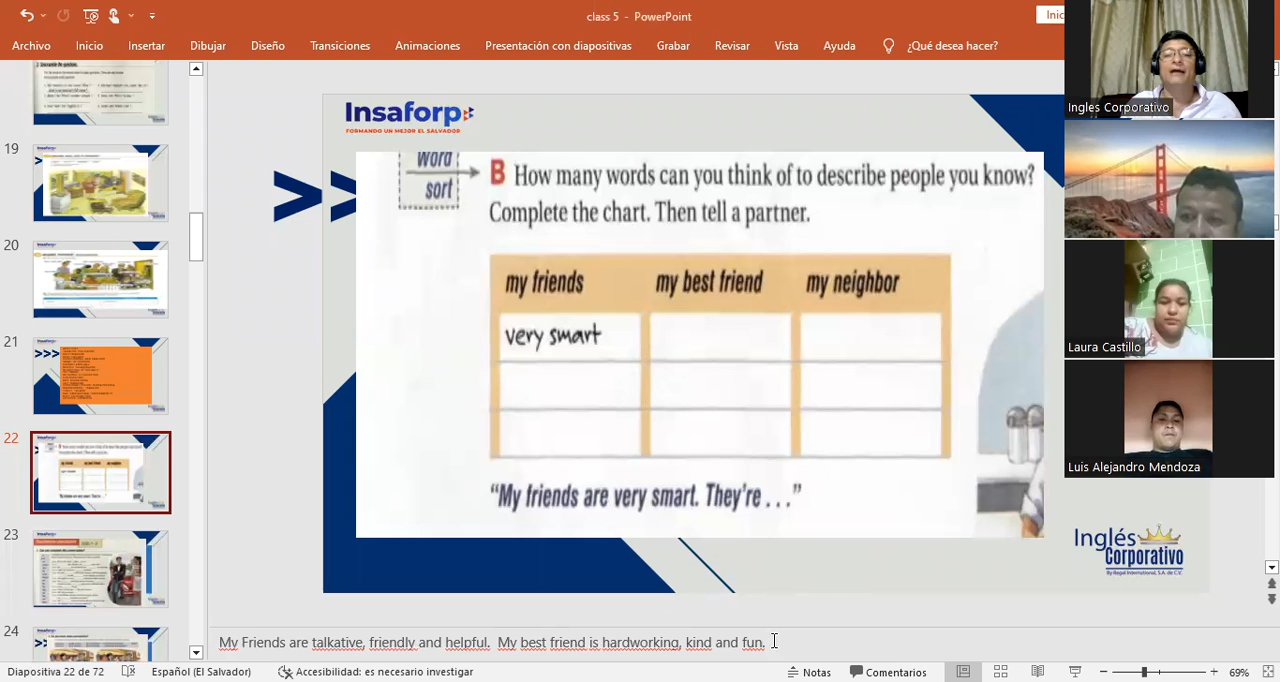 class 5 - PowerPoint
Inic
Archivo Inicio Insertar Dibujar Diseño Transiciones Animaciones Presentación con diapositivas Grabar Revisar Vista Ayuda ¿Qué desea hacer?
19
20
21
22
23
24
Insaforp
FORMANDO UN MEJOR EL SALVADOR
word
sort
B How many words can you think of to describe people you know?
Complete the chart. Then tell a partner.
my friends my best friend my neighbor
very smart
"My friends are very smart. They're . . ."
Inglés
Corporativo
By Regal International, S.A. de C.V.
Ingles Corporativo
Laura Castillo
Luis Alejandro Mendoza
My Friends are talkative, friendly and helpful. My best friend is hardworking, kind and fun.
Diapositiva 22 de 72 Español (El Salvador) Accesibilidad: es necesario investigar Notas Comentarios 69%